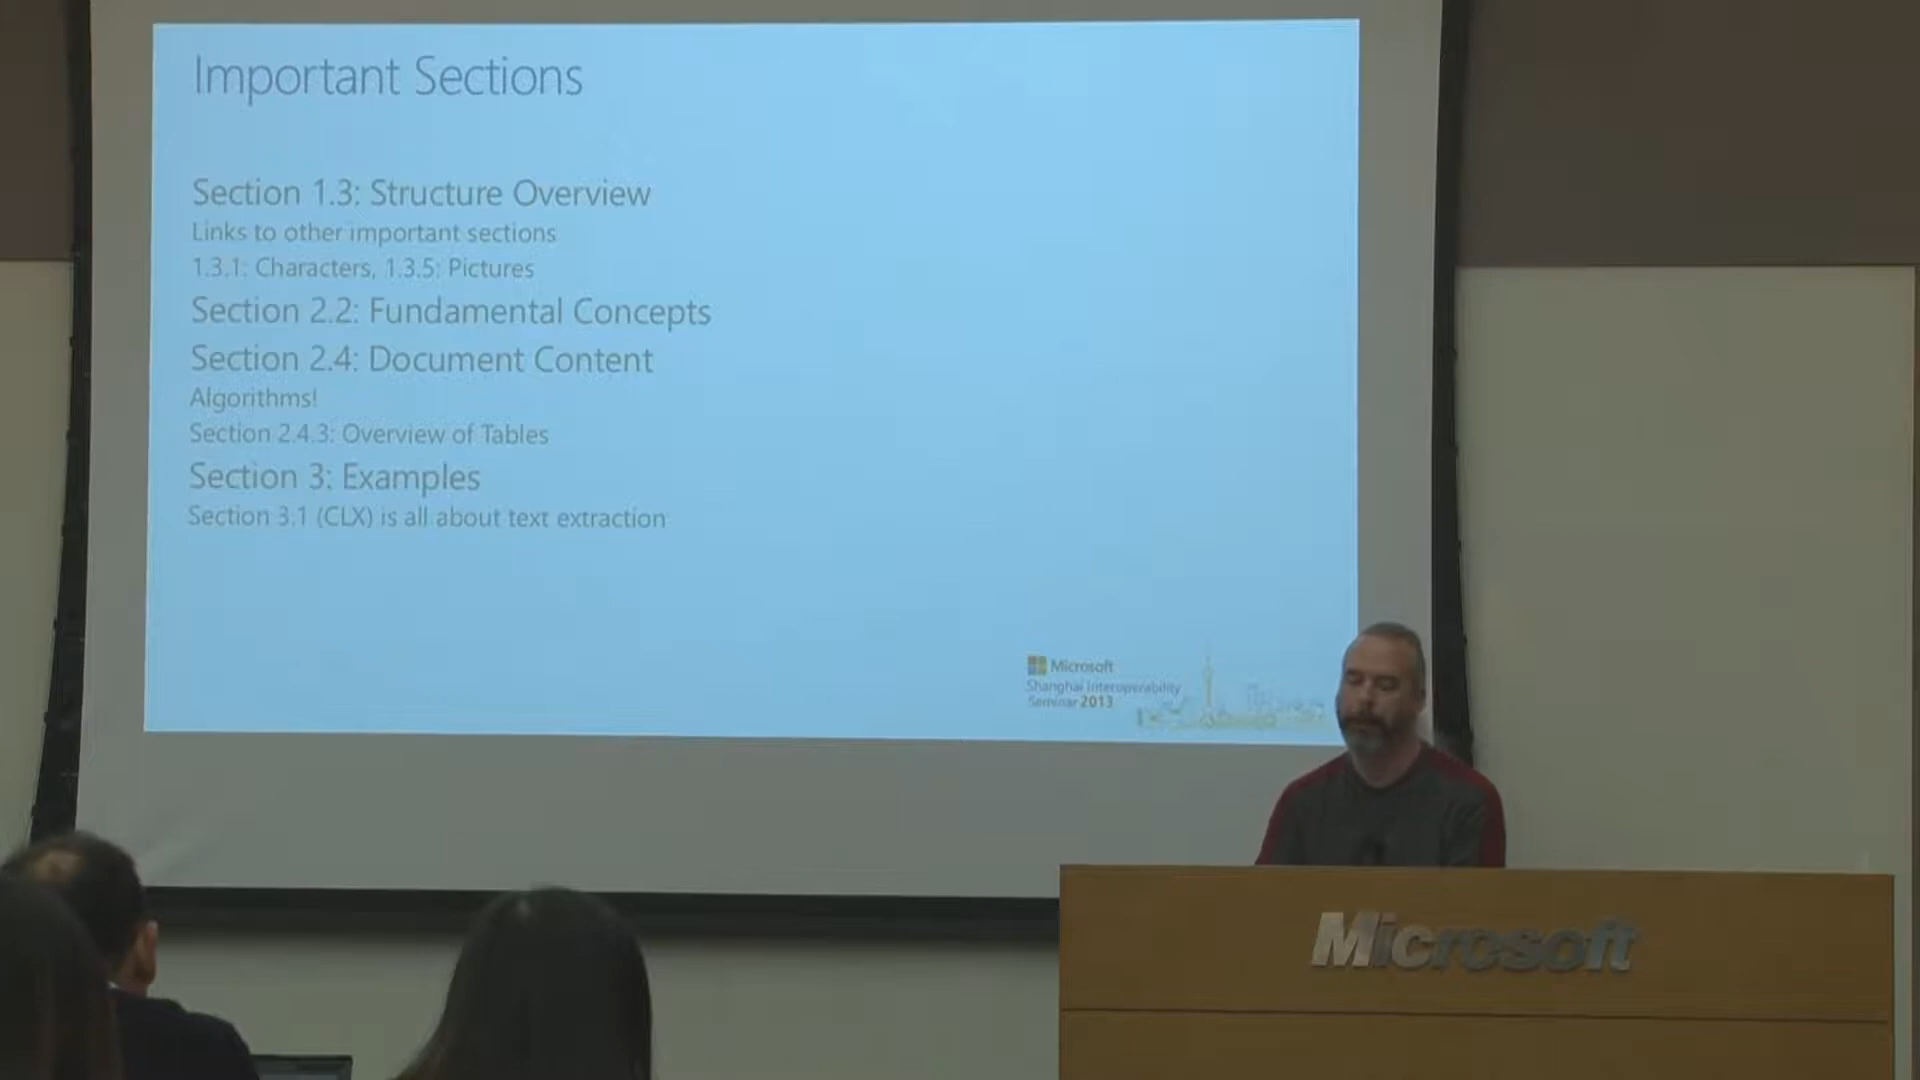 Important Sections
Section 1.3: Structure Overview
Links to other important sections
1.3.1: Characters, 1.3.5: Pictures
Section 2.2: Fundamental Concepts
Section 2.4: Document Content
Algorithms!
Section 2.4.3: Overview of Tables
Section 3: Examples
Section 3.1 (CLX) is all about text extraction
Microsoft
Shanghai Interoperability
Seminar 2013
Microsoft